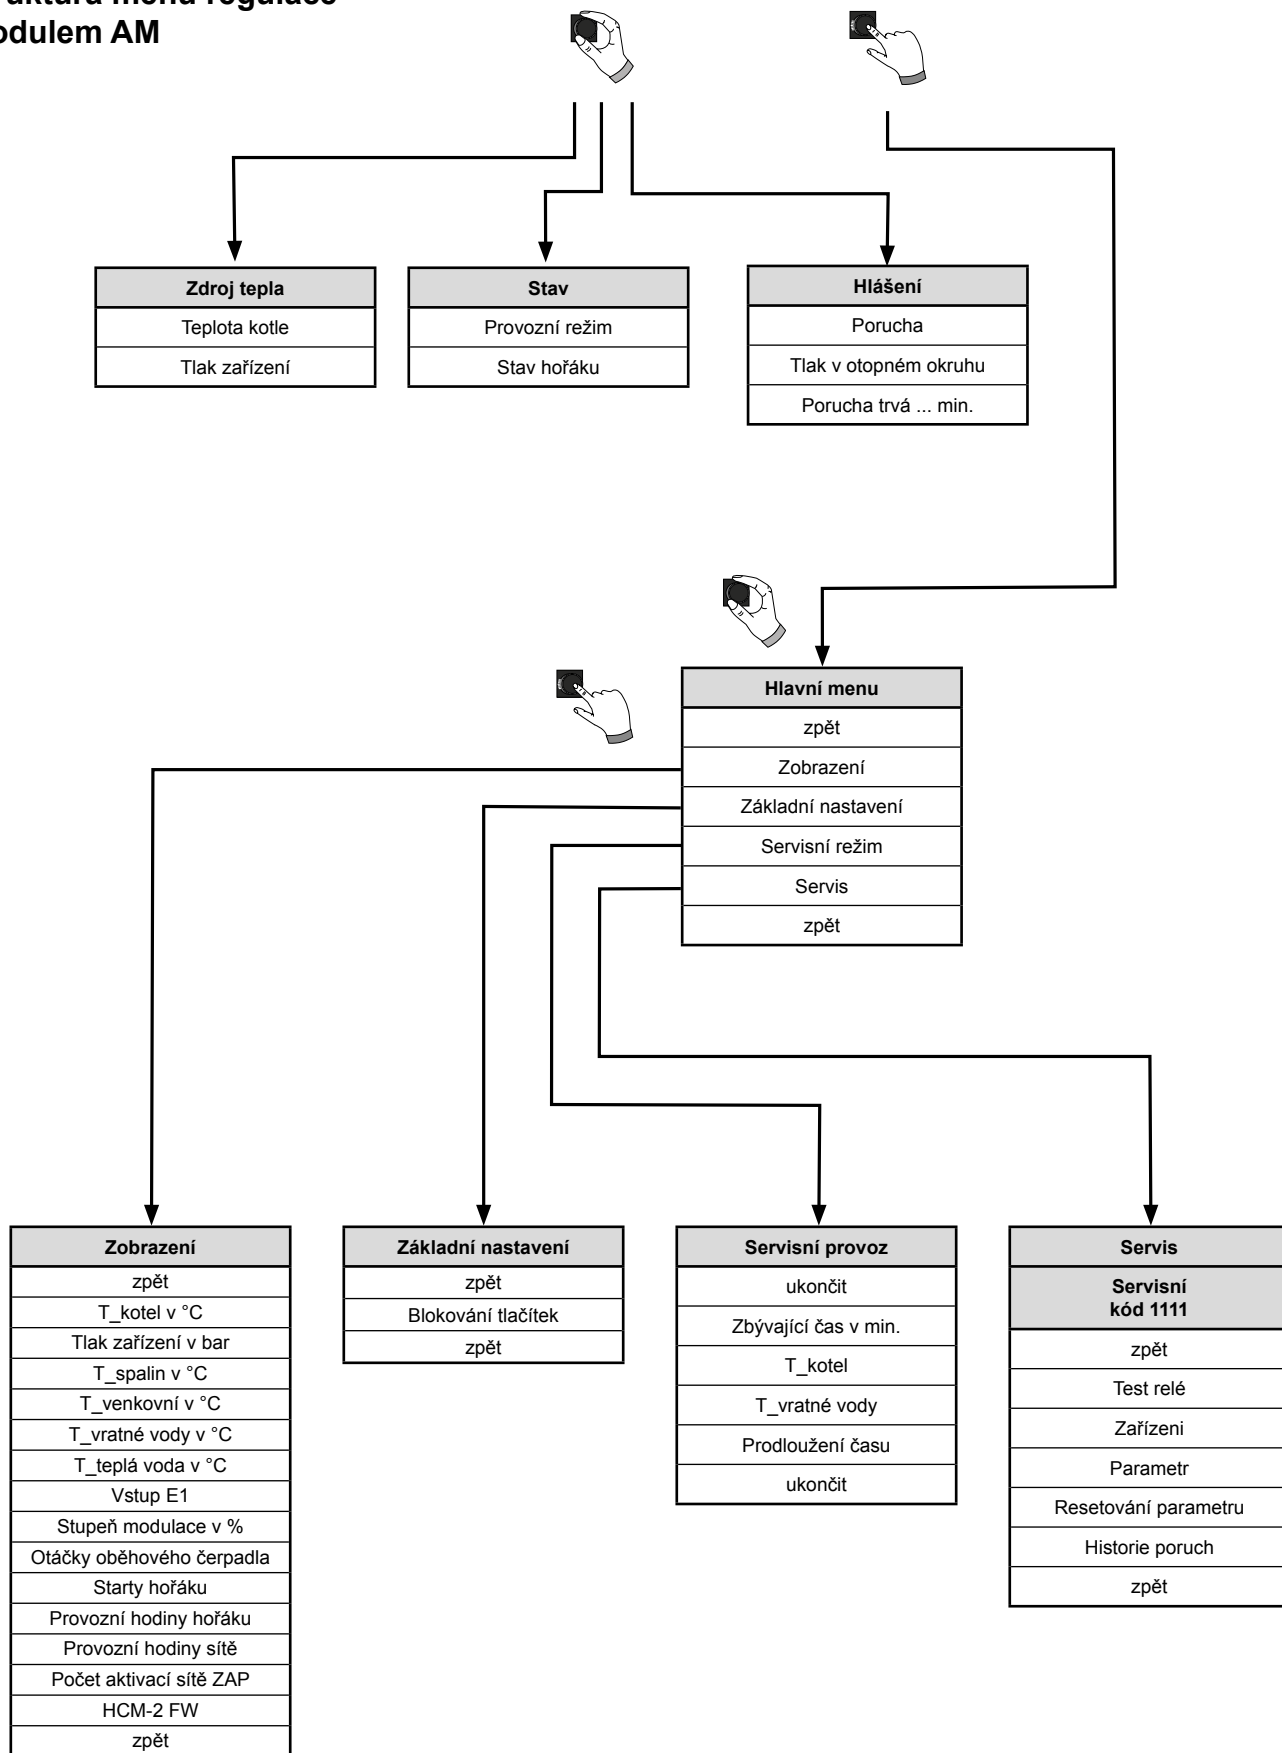 menu regulace
AM
Zdroj tepla
Teplota kotle
Tlak zařízení
Stav
Provozní režim
Stav hořáku
Hlášení
Porucha
Tlak v otopném okruhu
Porucha trvá ... min.
Hlavní menu
zpět
Zobrazení
Základní nastavení
Servisní režim
Servis
zpět
Zobrazení
zpět
T_kotel v °C
Tlak zařízení v bar
T_spalin v °C
T_venkovní v °C
T_vratné vody v °C
T_teplá voda v °C
Vstup E1
Stupeň modulace v %
Otáčky oběhového čerpadla
Starty hořáku
Provozní hodiny hořáku
Provozní hodiny sítě
Počet aktivací sítě ZAP
HCM-2 FW
zpět
Základní nastavení
zpět
Blokování tlačítek
zpět
Servisní provoz
ukončit
Zbývající čas v min.
T_kotel
T_vratné vody
Prodloužení času
ukončit
Servis
Servisní
kód 1111
zpět
Test relé
Zařízeni
Parametr
Resetování parametru
Historie poruch
zpět